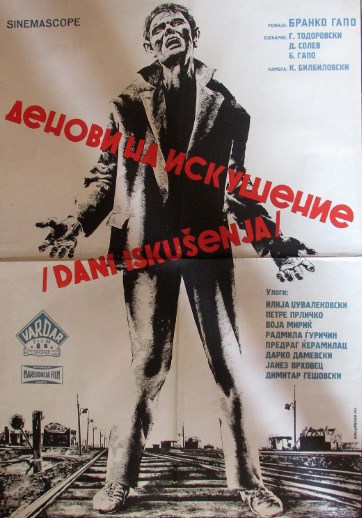 SINEMASCOPE
РЕЖИЈА: БРАНКО ГАПО
СЦЕНАРИО: Г. ТОДОРОВСКИ
Д. СОЛЕВ
Б. ГАПО
КАМЕРА: К. БИЛБИЛОВСКИ
ДЕНОВИ НА ИСКУШЕНИЕ
/DANI ISKUŠENJA/
Улоги:
ИЛИЈА ЏУВАЛЕКОВСКИ
ПЕТРЕ ПРЛИЧКО
ВОЈА МИРИЌ
РАДМИЛА ЃУРИЧИН
ПРЕДРАГ ЌЕРАМИЛАЦ
ДАРКО ДАМЕВСКИ
ЈАНЕЗ ВРХОВЕЦ
ДИМИТАР ГЕШОВСКИ
VARDAR
MAKEDONIJA FILM